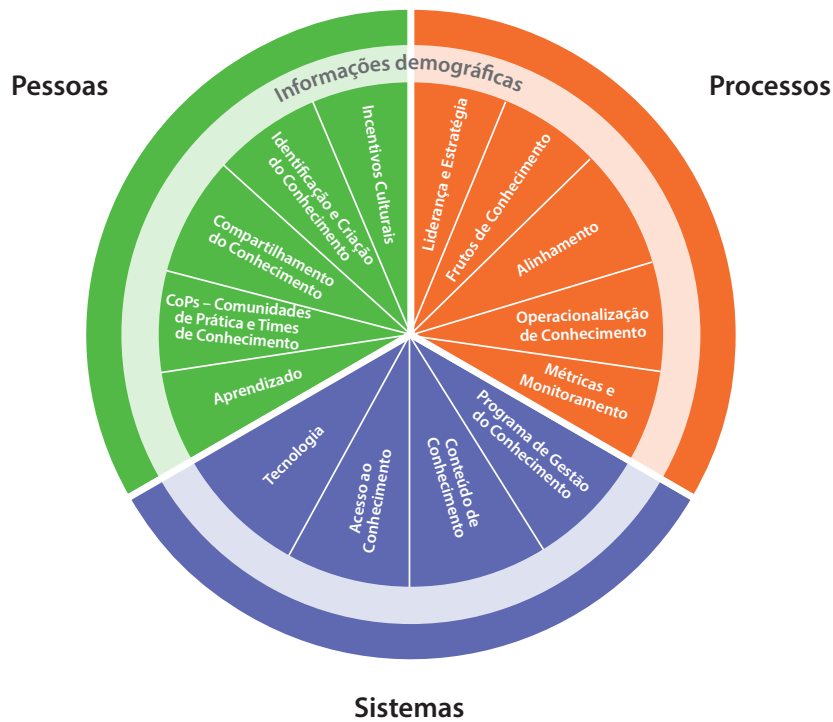 Pessoas
Processos
Informações demográficas
Incentivos Culturais
Identificação e Criação
do Conhecimento
Compartilhamento
do Conhecimento
CoPs – Comunidades
de Prática e Times
de Conhecimento
Aprendizado
Liderança e Estratégia
Frutos de Conhecimento
Alinhamento
Operacionalização
de Conhecimento
Métricas e
Monitoramento
Programa de Gestão
do Conhecimento
Conteúdo de
Conhecimento
Acesso ao
Conhecimento
Tecnologia
Sistemas